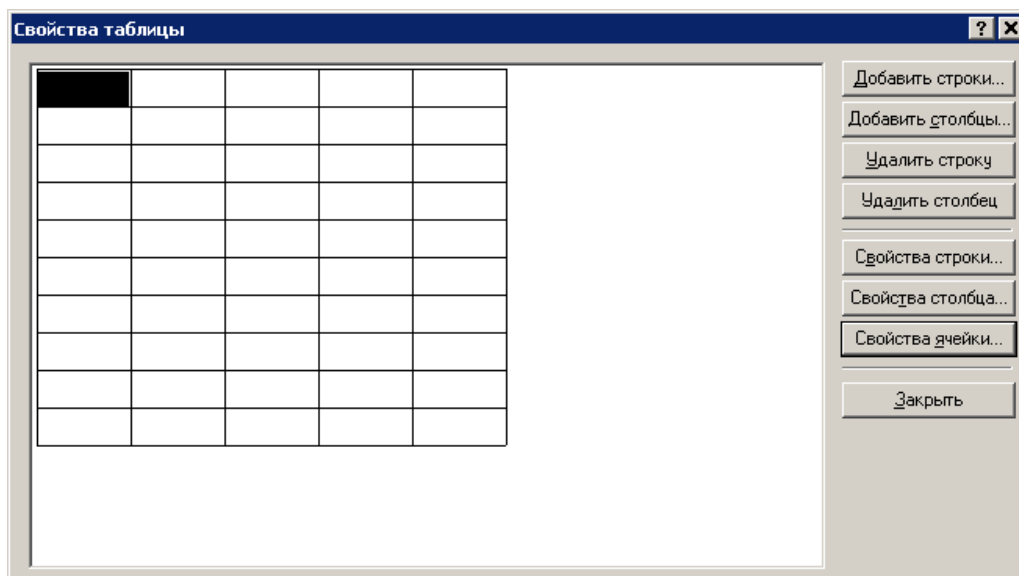 Свойства таблицы
Добавить строки...
Добавить столбцы...
Удалить строку
Удалить столбец
Свойства строки...
Свойства столбца...
Свойства ячейки...
Закрыть